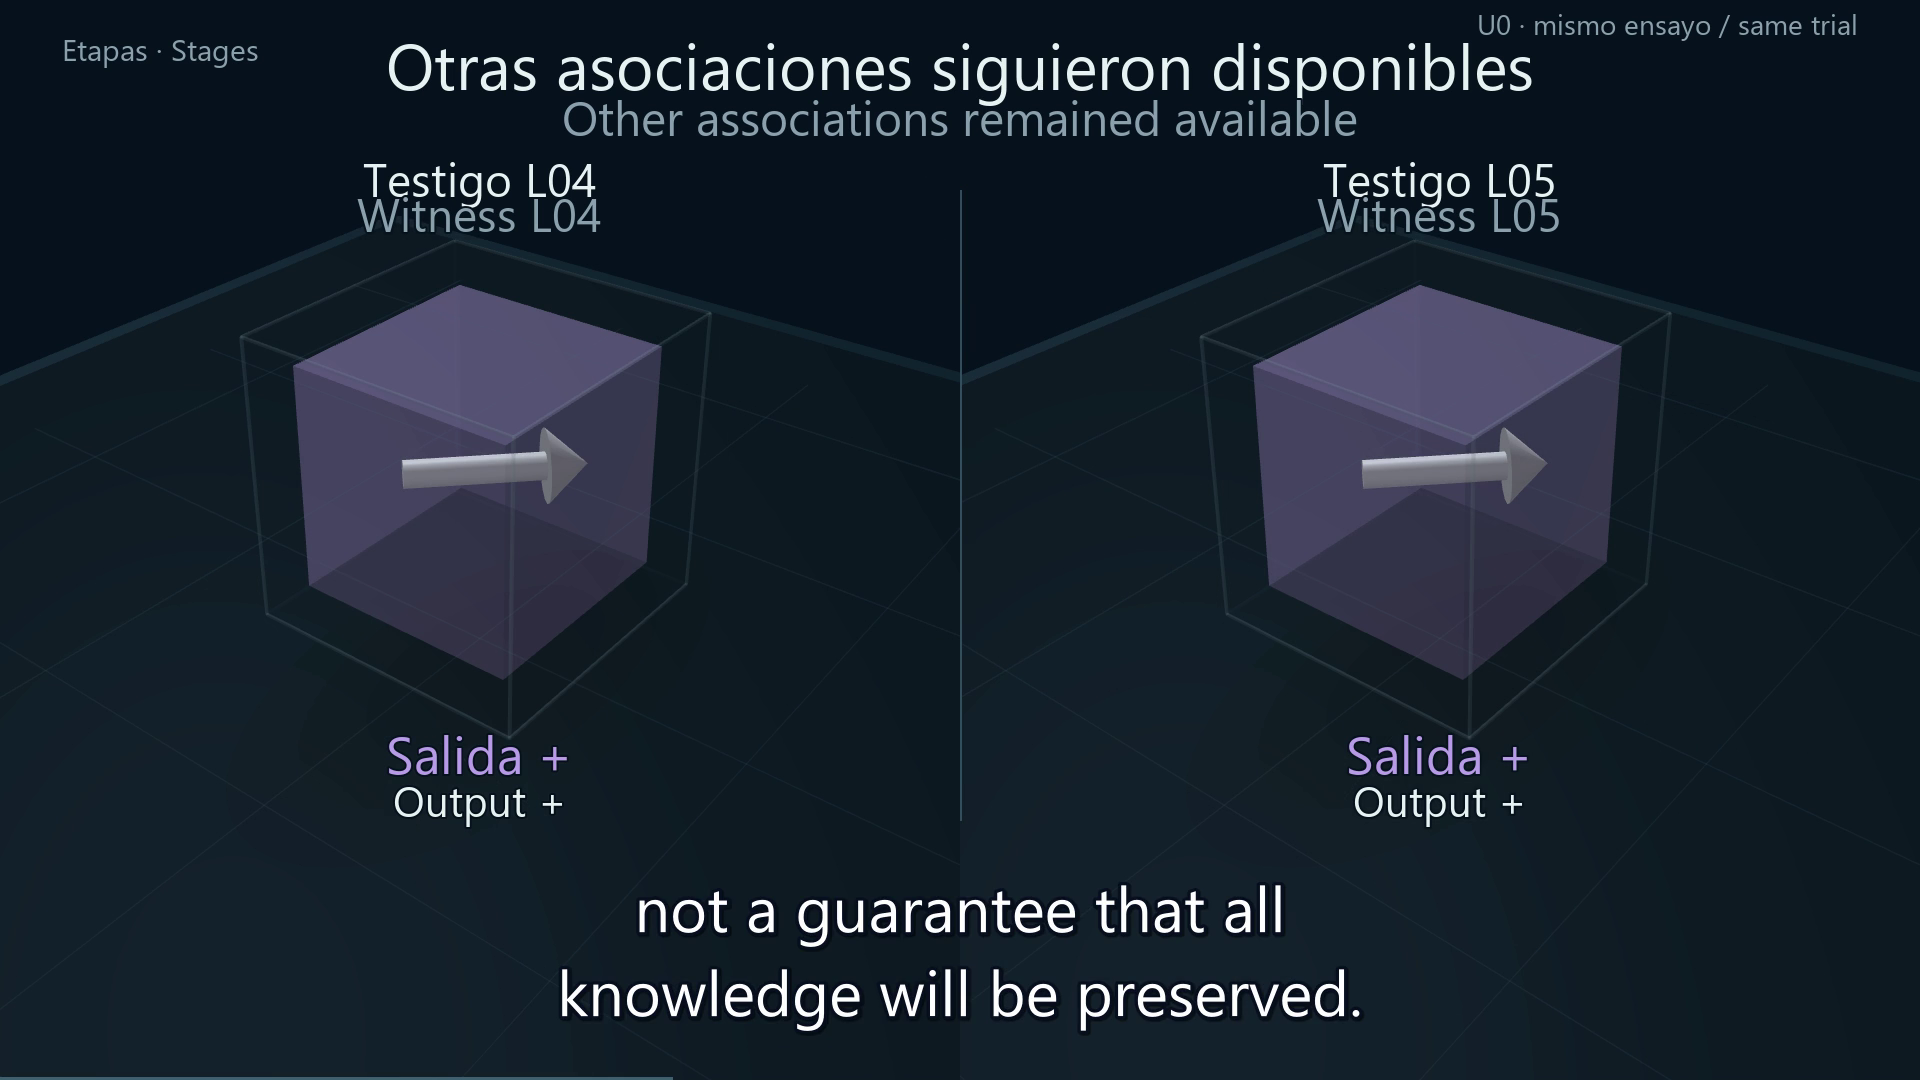 Etapas · Stages
U0 · mismo ensayo / same trial
Otras asociaciones siguieron disponibles
Other associations remained available
Testigo L04
Witness L04
Testigo L05
Witness L05
Salida +
Output +
Salida +
Output +
not a guarantee that all
knowledge will be preserved.